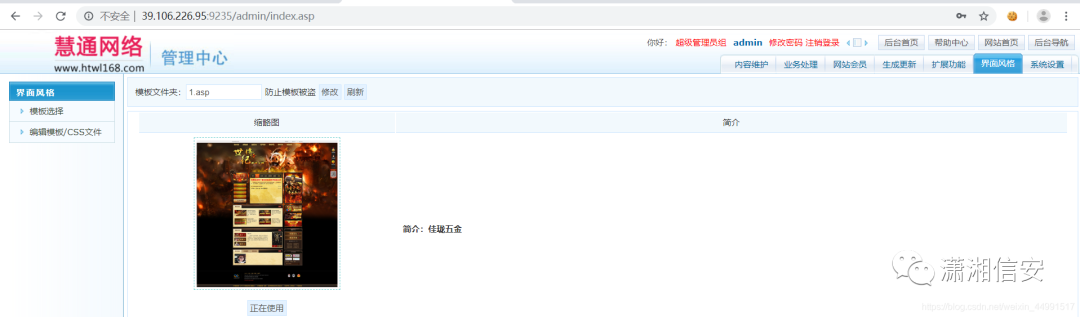 不安全 | 39.106.226.95:9235/admin/index.asp
慧通网络
www.htwl168.com
管理中心
你好： 超级管理员组 admin 修改密码 注销登录 后台首页 帮助中心 网站首页 后台导航
内容维护 业务处理 网站会员 生成更新 扩展功能 界面风格 系统设置
界面风格
模板选择
编辑模板/CSS文件
模板文件夹: 1.asp 防止模板被盗 修改 刷新
缩略图 简介
简介：佳珑五金
正在使用
潇湘信安
https://blog.csdn.net/weixin_44991517